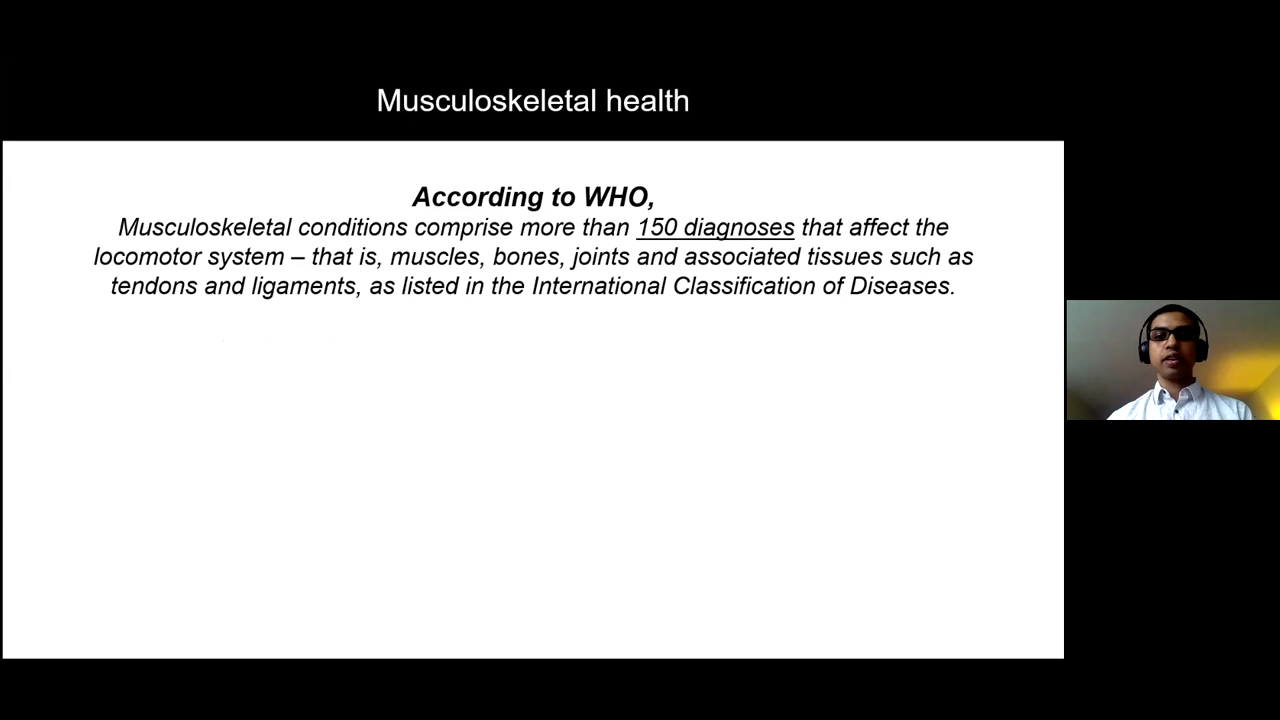 Musculoskeletal health
According to WHO,
Musculoskeletal conditions comprise more than 150 diagnoses that affect the
locomotor system – that is, muscles, bones, joints and associated tissues such as
tendons and ligaments, as listed in the International Classification of Diseases.